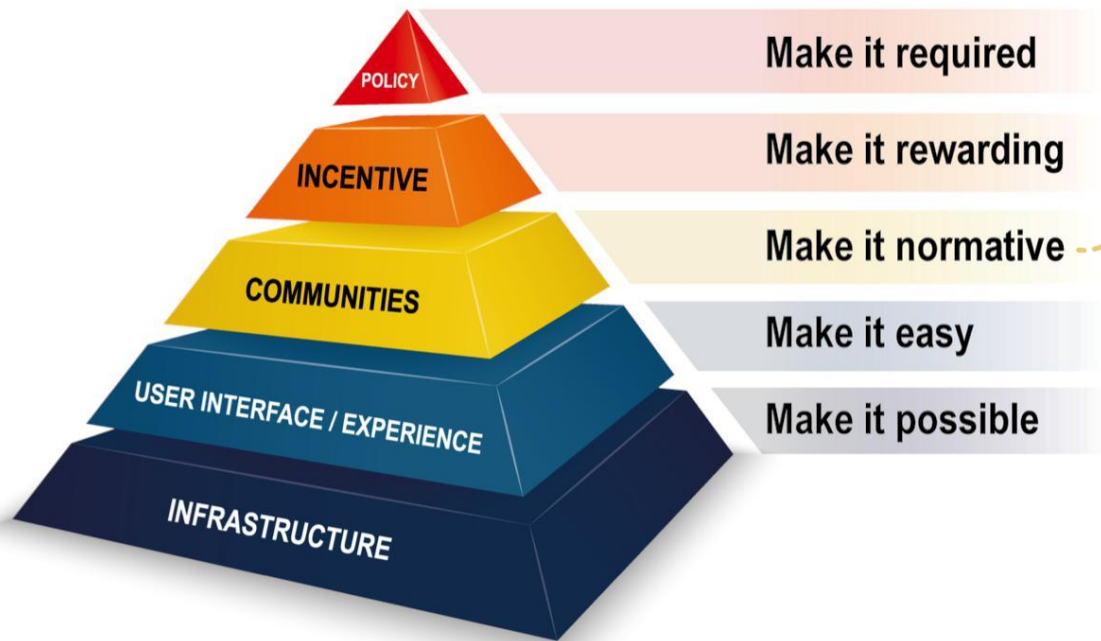 POLICY
Make it required
INCENTIVE
Make it rewarding
COMMUNITIES
Make it normative
USER INTERFACE / EXPERIENCE
Make it easy
INFRASTRUCTURE
Make it possible